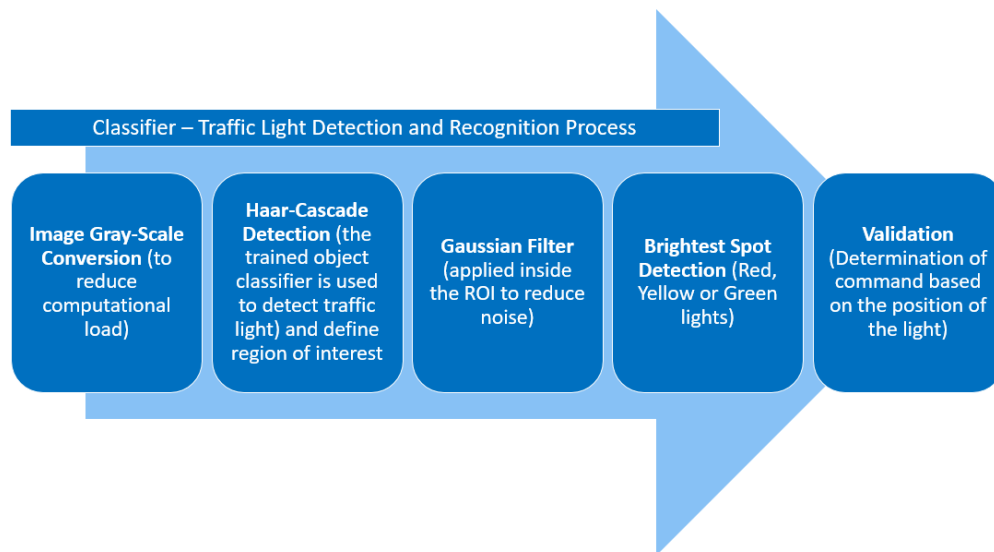 Classifier – Traffic Light Detection and Recognition Process
Image Gray-Scale
Conversion (to
reduce
computational
load)
Haar-Cascade
Detection (the
trained object
classifier is used
to detect traffic
light) and define
region of interest
Gaussian Filter
(applied inside
the ROI to reduce
noise)
Brightest Spot
Detection (Red,
Yellow or Green
lights)
Validation
(Determination of
command based
on the position of
the light)